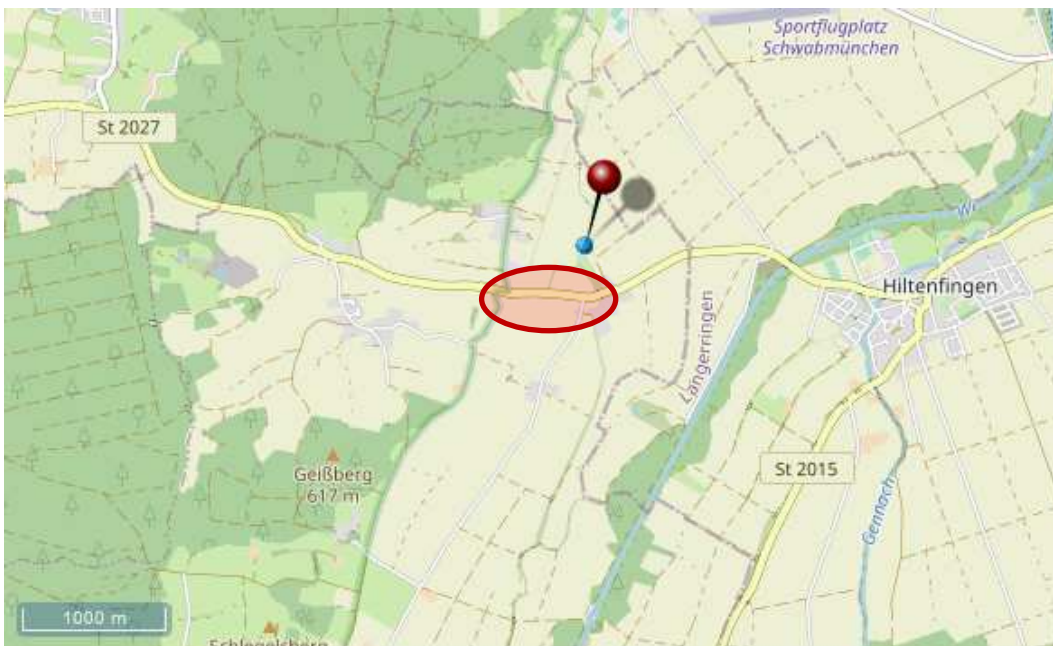 Sportflugplatz
Schwabmünchen
St 2027
Hiltenfingen
Langerringen
Geißberg
617 m
St 2015
Gennach
1000 m